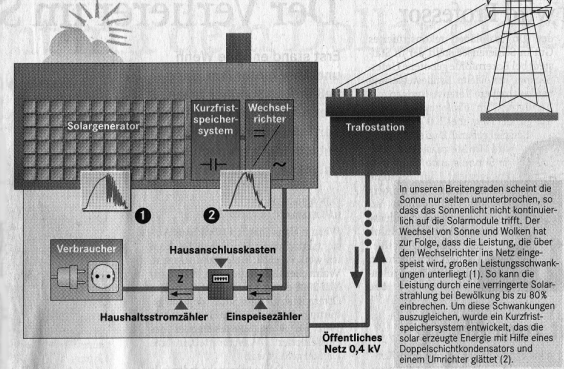 Solargenerator
Kurzfrist-
speicher-
system
Wechsel-
richter
=
~
1
2
Trafostation
Verbraucher
Hausanschlusskasten
Z
Z
Haushaltsstromzähler
Einspeisezähler
Öffentliches
Netz 0,4 kV
In unseren Breitengraden scheint die
Sonne nur selten ununterbrochen, so
dass das Sonnenlicht nicht kontinuier-
lich auf die Solarmodule trifft. Der
Wechsel von Sonne und Wolken hat
zur Folge, dass die Leistung, die über
den Wechselrichter ins Netz einge-
speist wird, großen Leistungsschwank-
ungen unterliegt (1). So kann die
Leistung durch eine verringerte Solar-
strahlung bei Bewölkung bis zu 80%
einbrechen. Um diese Schwankungen
auszugleichen, wurde ein Kurzfrist-
speichersystem entwickelt, das die
solar erzeugte Energie mit Hilfe eines
Doppelschichtkondensators und
einem Umrichter glättet (2).